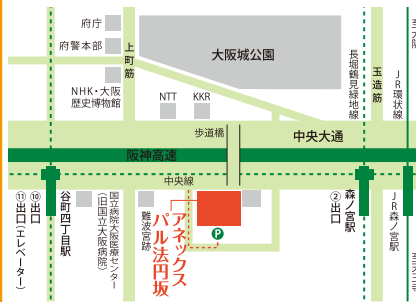 府庁
府警本部
NHK・大阪
歴史博物館
上町筋
大阪城公園
長堀鶴見緑地線
玉造筋
JR環状線
NTT
KKR
歩道橋
中央大通
阪神高速
中央線
⑪出口(エレベーター)
⑩出口
谷町四丁目駅
国立病院大阪医療センター
(旧国立大阪病院)
難波宮跡
アネックス
パル法円坂
P
②出口
森ノ宮駅
JR森ノ宮駅